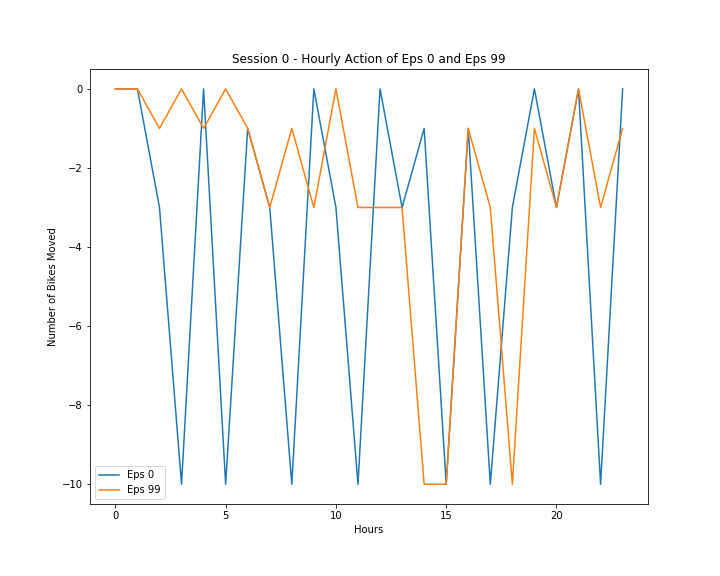 Session 0 - Hourly Action of Eps 0 and Eps 99
Number of Bikes Moved
0
−2
−4
−6
−8
−10
Eps 0
Eps 99
0 5 10 15 20
Hours